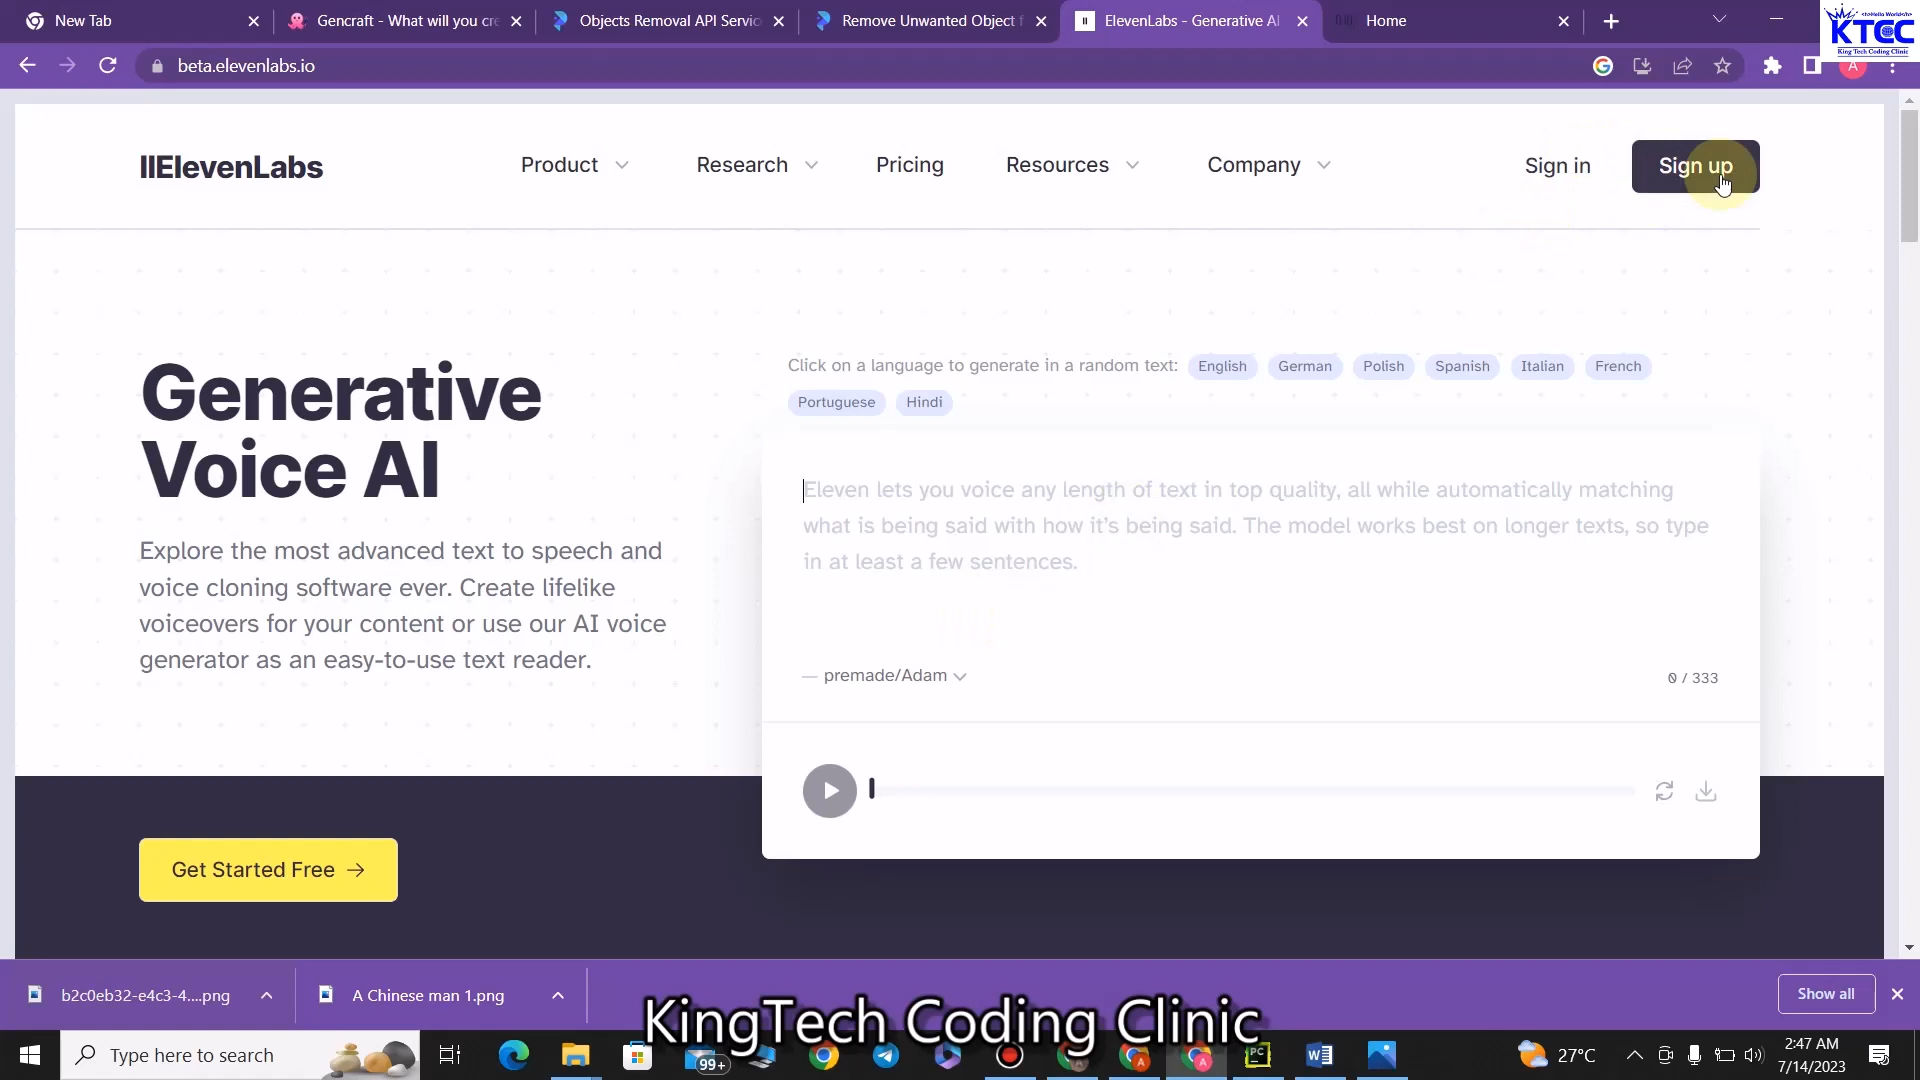 New Tab
Gencraft - What will you cre
Objects Removal API Servic
Remove Unwanted Object f
ElevenLabs - Generative AI
Home
KTCC
King Tech Coding Clinic
beta.elevenlabs.io
A
IIElevenLabs
Product
Research
Pricing
Resources
Company
Sign in
Sign up
Generative
Voice AI
Explore the most advanced text to speech and
voice cloning software ever. Create lifelike
voiceovers for your content or use our AI voice
generator as an easy-to-use text reader.
Click on a language to generate in a random text: English German Polish Spanish Italian French
Portuguese Hindi
Eleven lets you voice any length of text in top quality, all while automatically matching
what is being said with how it's being said. The model works best on longer texts, so type
in at least a few sentences.
— premade/Adam
0 / 333
Get Started Free →
b2c0eb32-e4c3-4....png
A Chinese man 1.png
Show all
KingTech Coding Clinic
Type here to search
99+
27°C
2:47 AM
7/14/2023